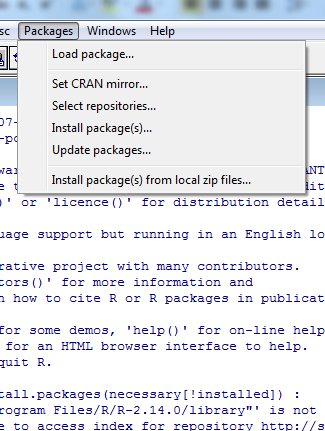 sc Packages Windows Help
Load package...
Set CRAN mirror...
Select repositories...
Install package(s)...
Update packages...
Install package(s) from local zip files...
07-
-po
war ANT
e t dit
)' or 'licence()' for distribution detail
uage support but running in an English lo
rative project with many contributors.
tors()' for more information and
n how to cite R or R packages in publicat
for some demos, 'help()' for on-line help
for an HTML browser interface to help.
quit R.
tall.packages(necessary[!installed]) :
ogram Files/R/R-2.14.0/library"' is not
e to access index for repository http://s